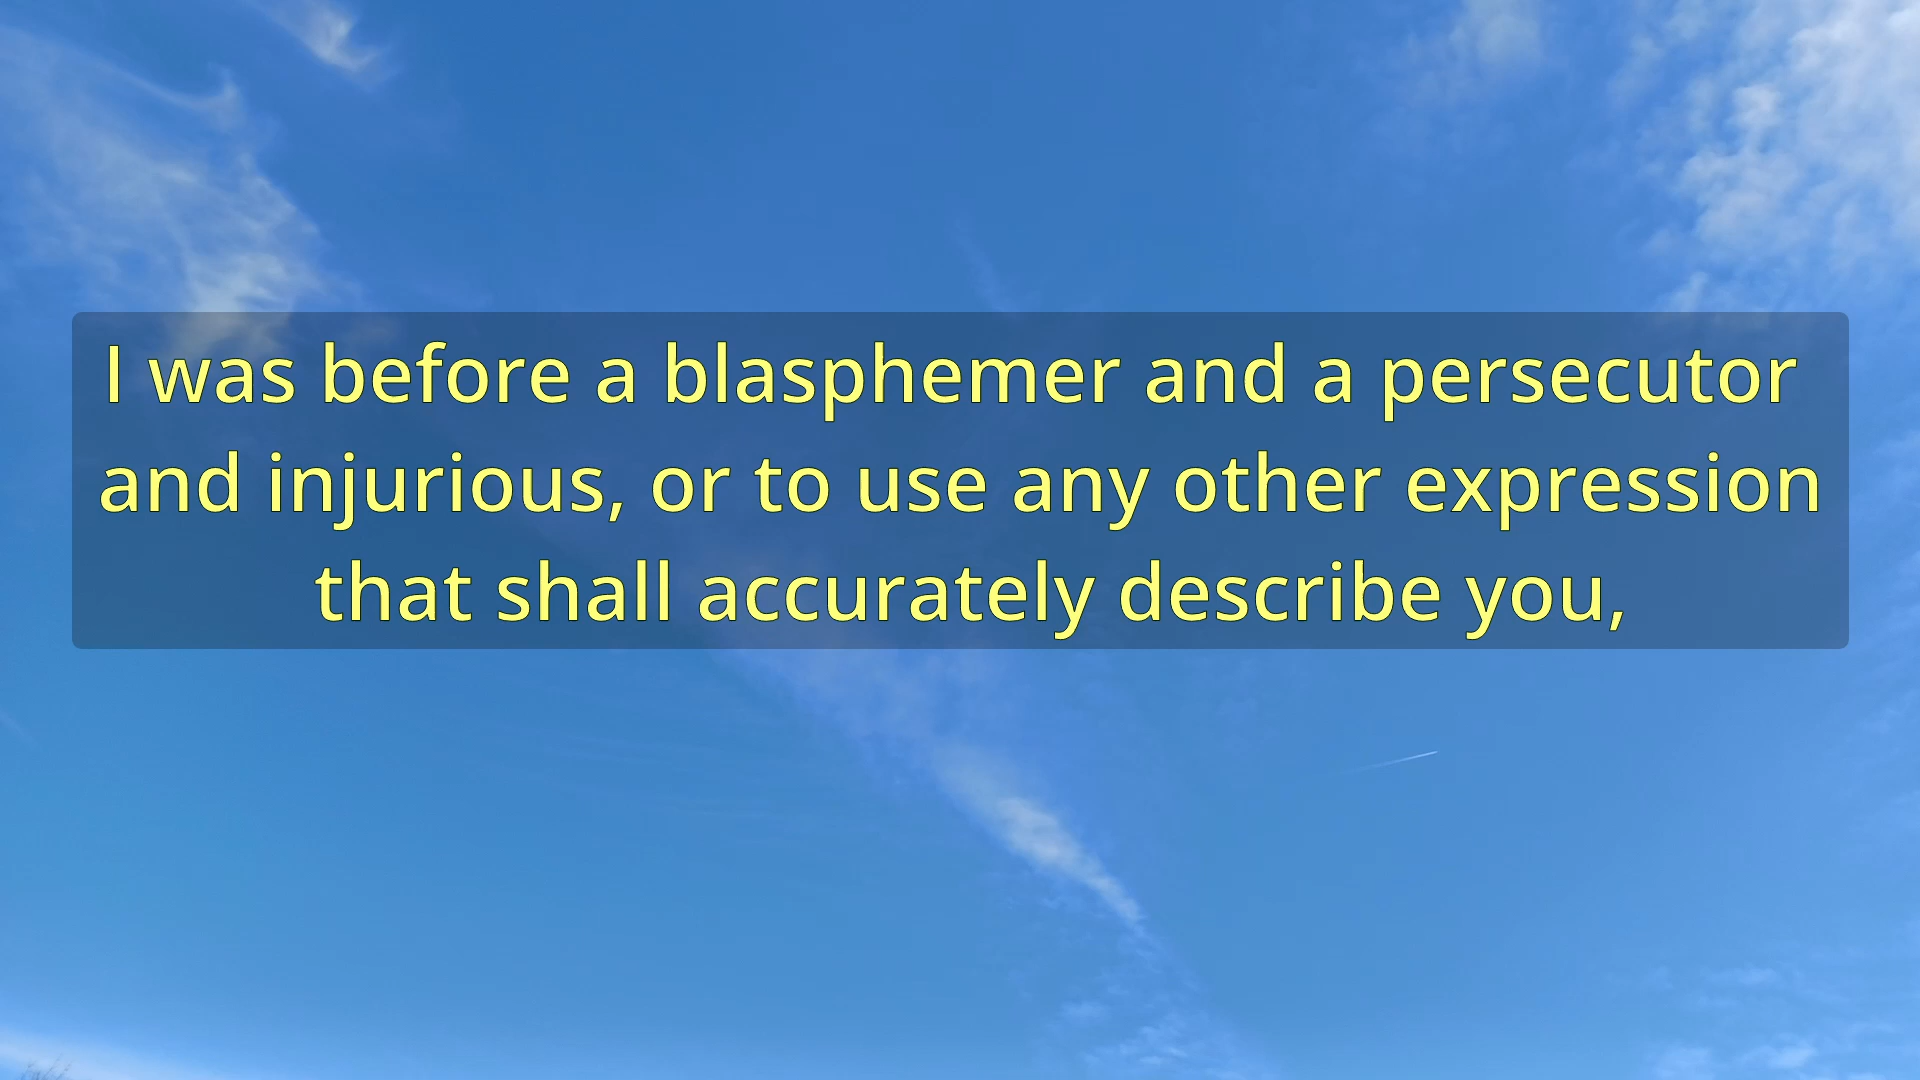 I was before a blasphemer and a persecutor
and injurious, or to use any other expression
that shall accurately describe you,